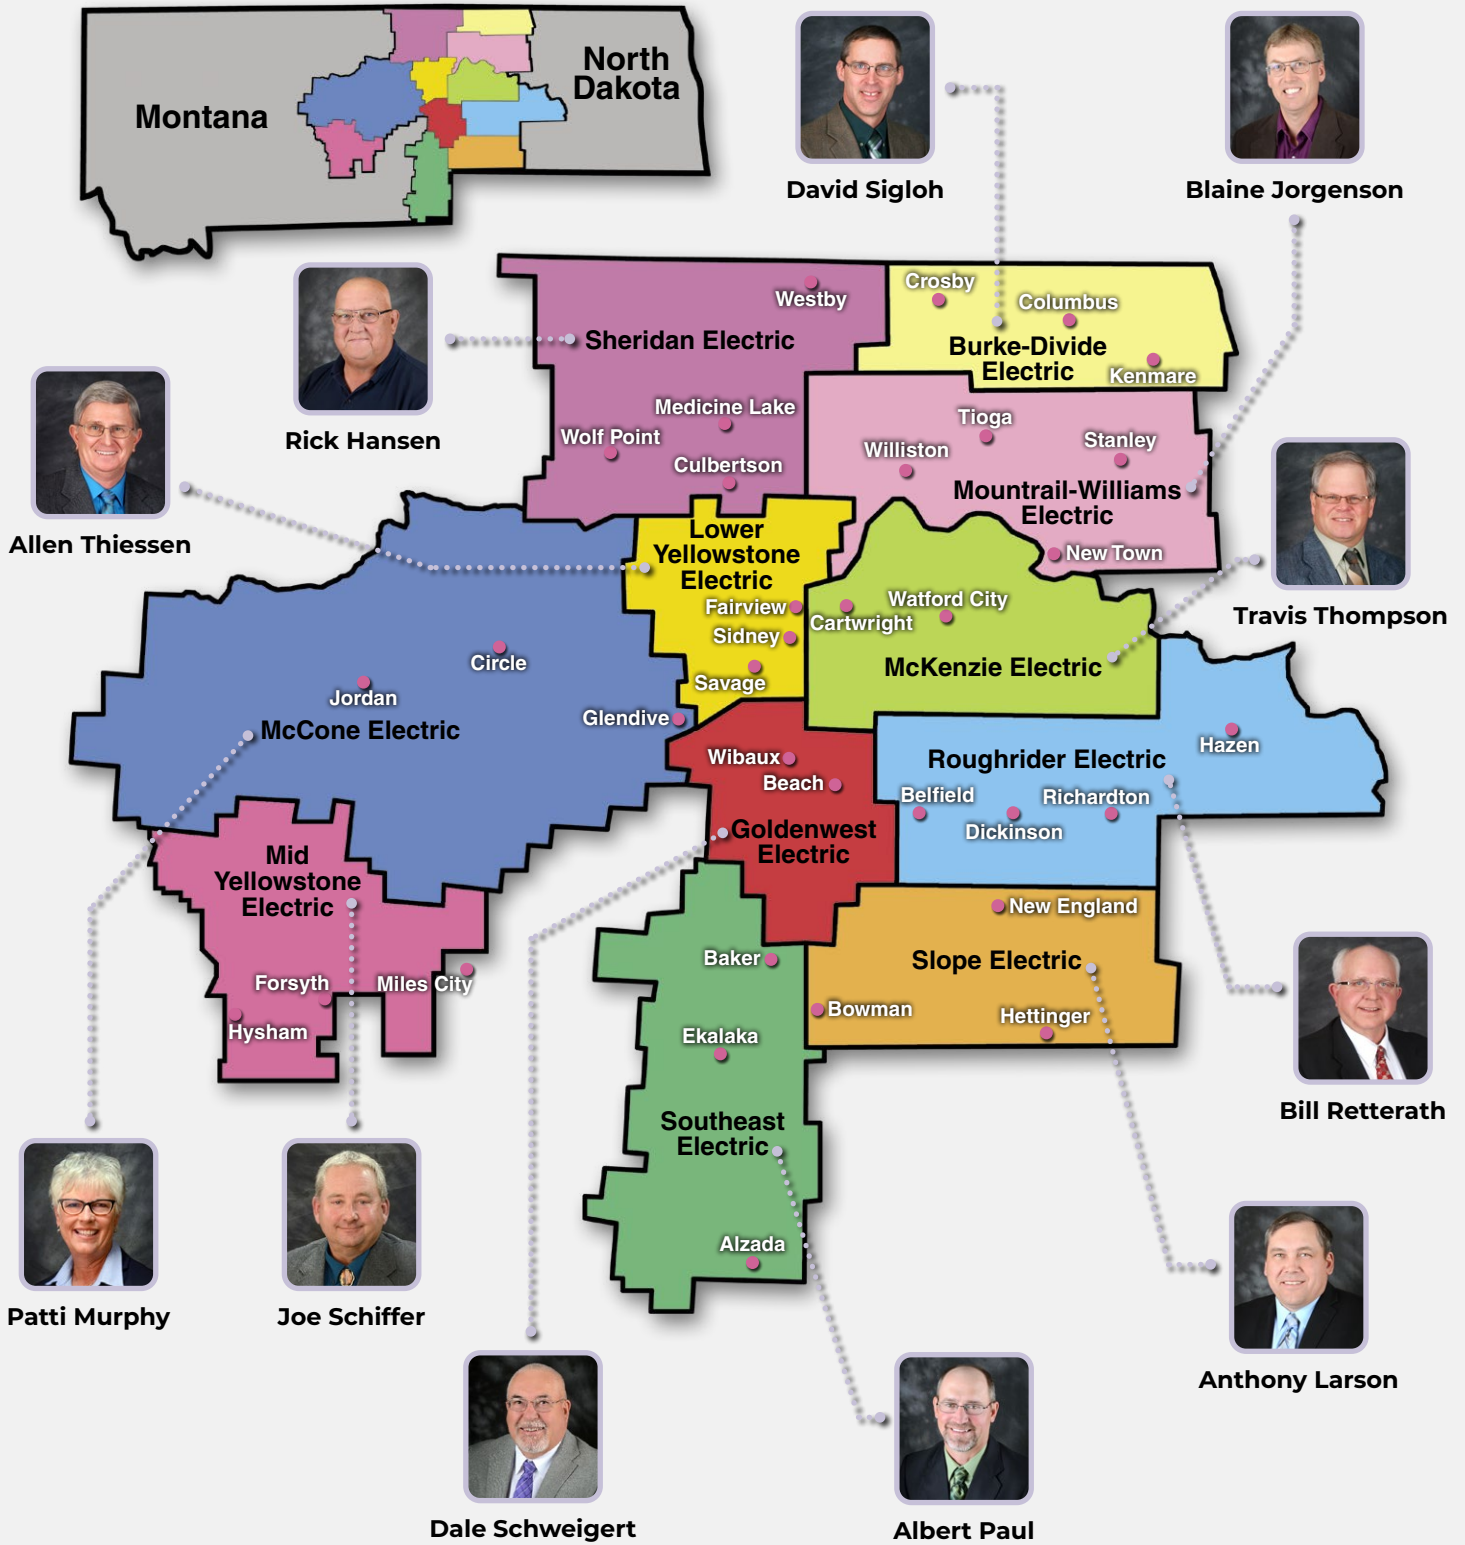 Montana
North
Dakota
David Sigloh
Blaine Jorgenson
Rick Hansen
Allen Thiessen
Travis Thompson
Westby
Sheridan Electric
Medicine Lake
Wolf Point
Culbertson
Crosby
Columbus
Burke-Divide
Electric
Kenmare
Tioga
Williston
Stanley
Mountrail-Williams
Electric
New Town
Lower
Yellowstone
Electric
Fairview
Sidney
Savage
Cartwright
Watford City
McKenzie Electric
Circle
Jordan
McCone Electric
Glendive
Wibaux
Beach
Goldenwest
Electric
Roughrider Electric
Hazen
Belfield
Richardton
Dickinson
Mid
Yellowstone
Electric
Forsyth
Miles City
Hysham
New England
Slope Electric
Bowman
Hettinger
Baker
Ekalaka
Southeast
Electric
Alzada
Bill Retterath
Patti Murphy
Joe Schiffer
Anthony Larson
Dale Schweigert
Albert Paul